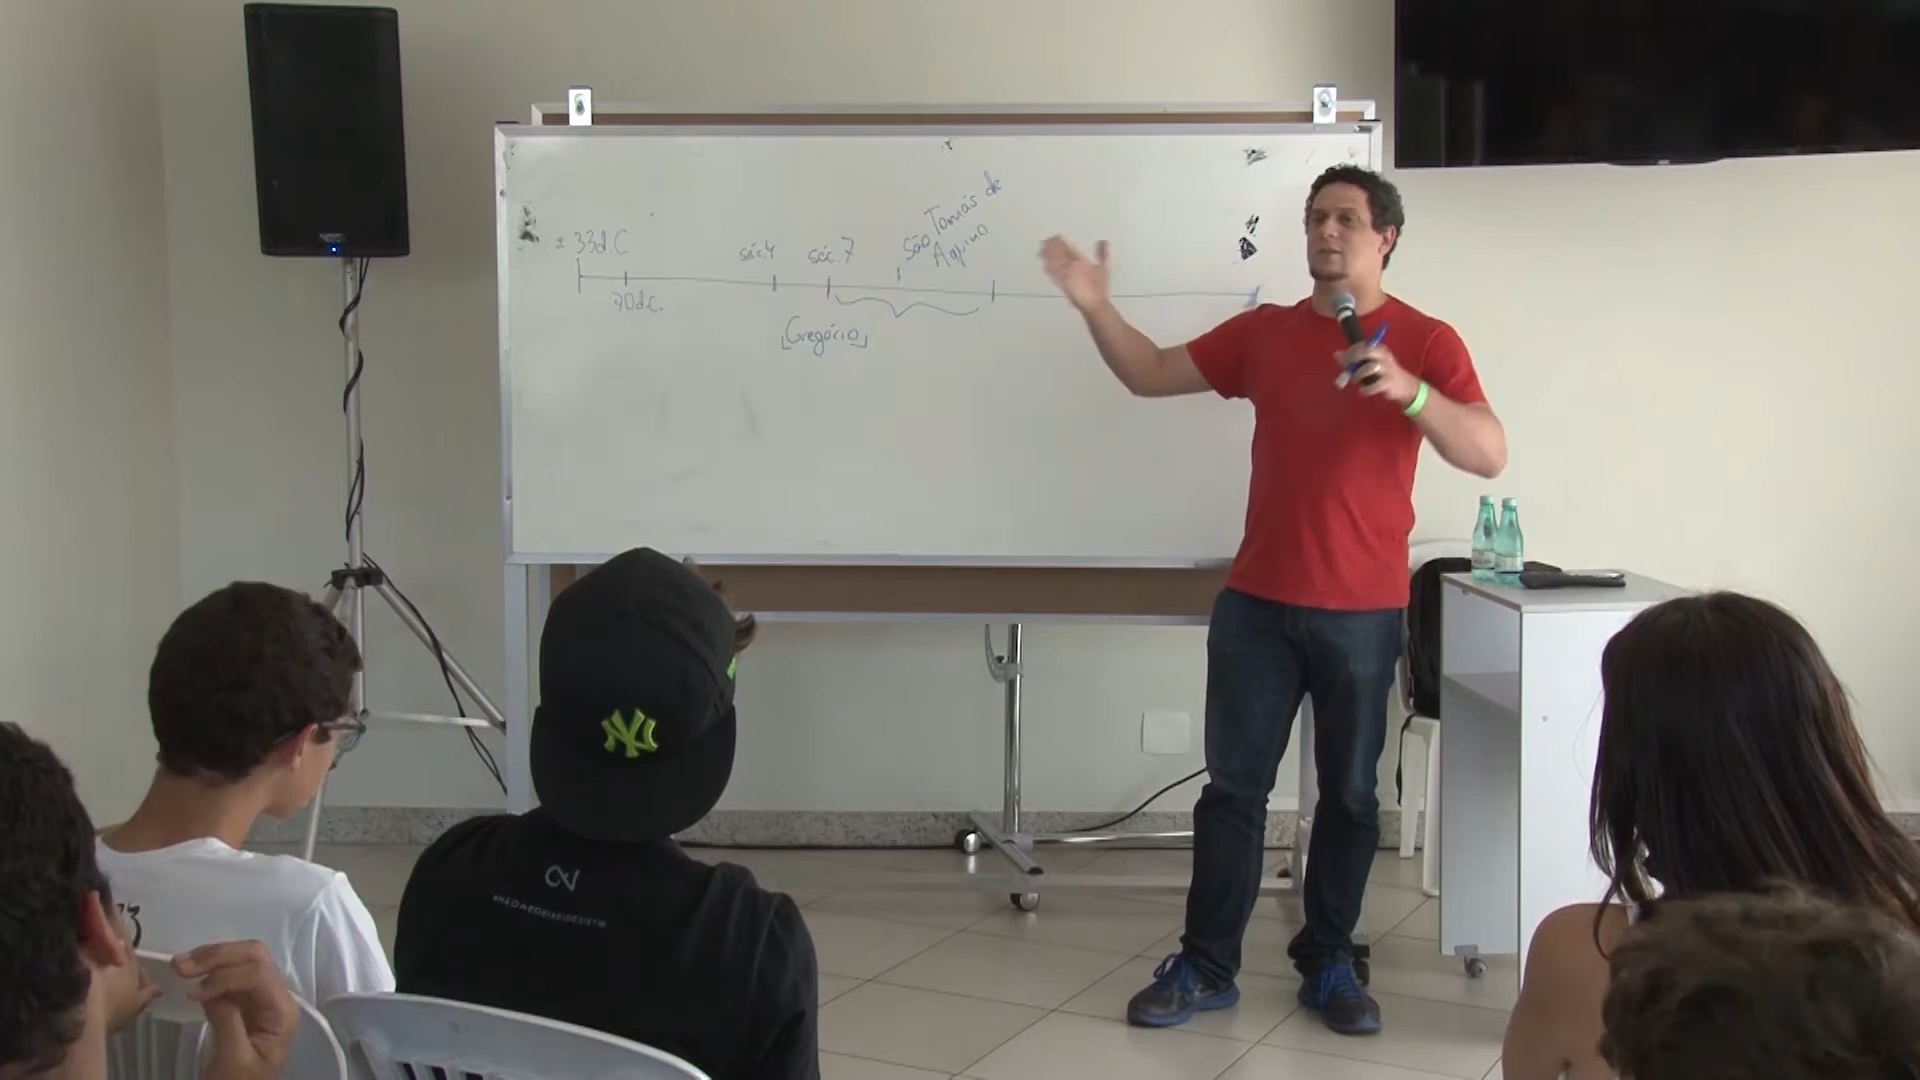 ± 33d.C
70d.C.
séc 4
séc. 7
São Tomás de
Aquino
Gregório
NY